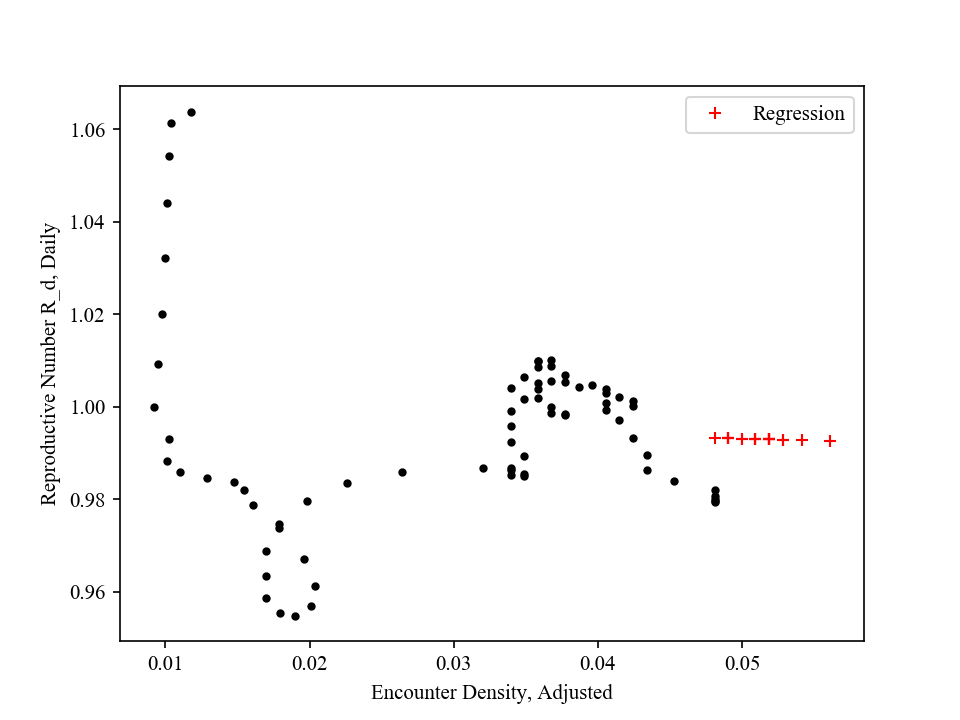 Regression
1.06
1.04
1.02
1.00
0.98
0.96
Reproductive Number R_d, Daily
0.01 0.02 0.03 0.04 0.05
Encounter Density, Adjusted